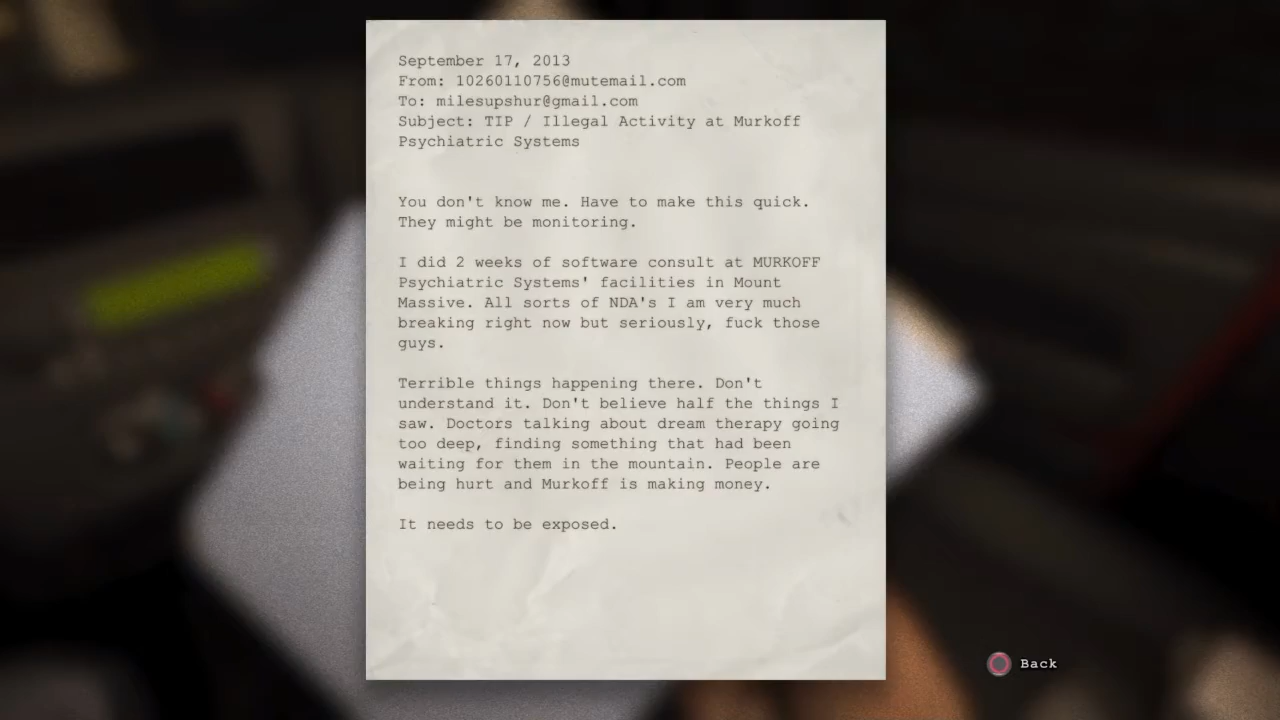 September 17, 2013
From: 10260110756@mutemail.com
To: milesupshur@gmail.com
Subject: TIP / Illegal Activity at Murkoff
Psychiatric Systems
You don't know me. Have to make this quick.
They might be monitoring.
I did 2 weeks of software consult at MURKOFF
Psychiatric Systems' facilities in Mount
Massive. All sorts of NDA's I am very much
breaking right now but seriously, fuck those
guys.
Terrible things happening there. Don't
understand it. Don't believe half the things I
saw. Doctors talking about dream therapy going
too deep, finding something that had been
waiting for them in the mountain. People are
being hurt and Murkoff is making money.
It needs to be exposed.
Back